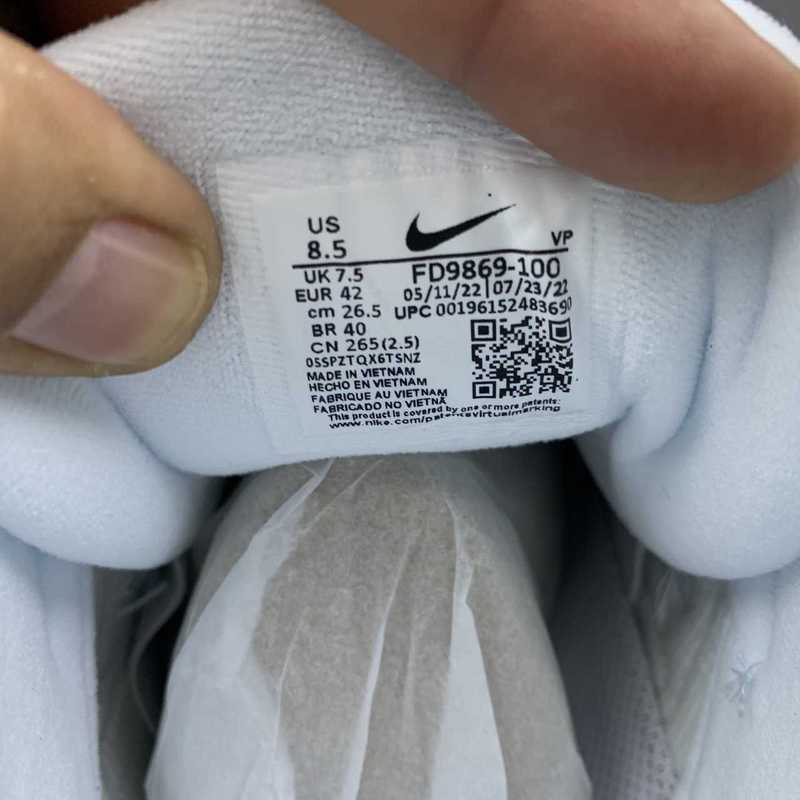 US
8.5
VP
UK 7.5
FD9869-100
EUR 42
05/11/22|07/23/22
cm 26.5
UPC 00196152483690
BR 40
CN 265(2.5)
0SSPZTQX6TSNZ
MADE IN VIETNAM
HECHO EN VIETNAM
FABRIQUE AU VIETNAM
FABRICADO NO VIETNÃ
This product is covered by one or more patents:
www.nike.com/patentsvirtualmarking